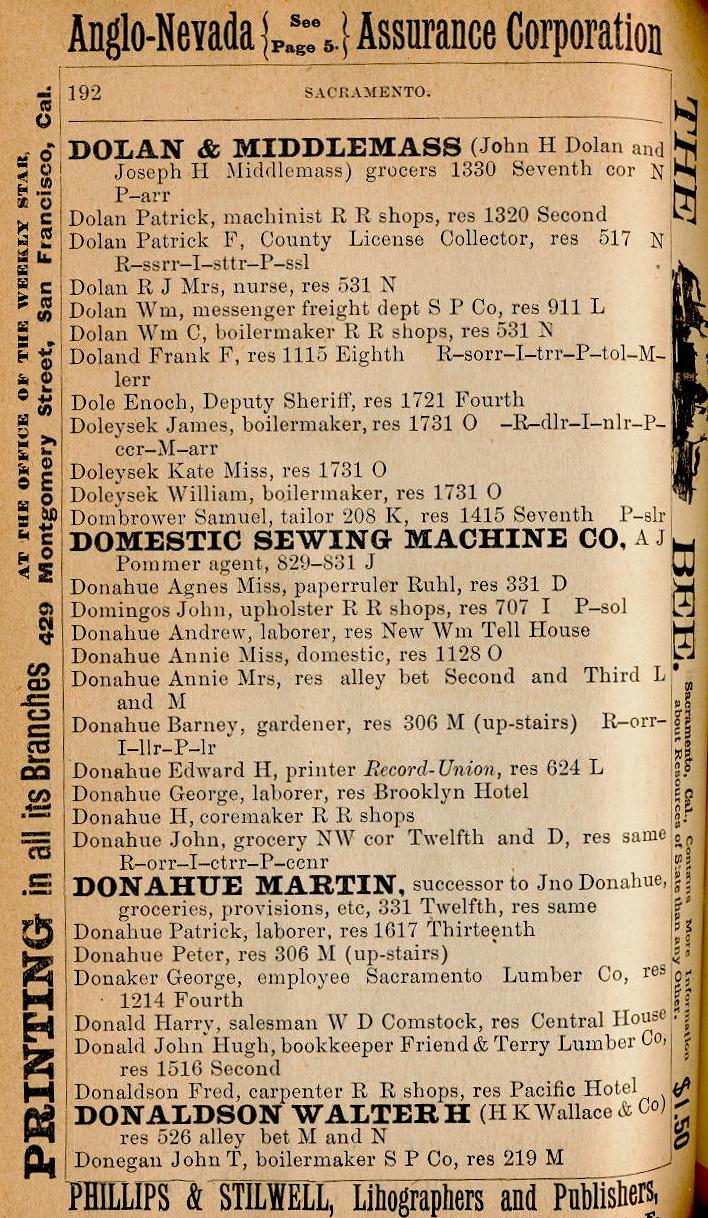 Anglo-Nevada { See Page 5. } Assurance Corporation
192 SACRAMENTO.
DOLAN & MIDDLEMASS (John H Dolan and
Joseph H Middlemass) grocers 1330 Seventh cor N
P–arr
Dolan Patrick, machinist R R shops, res 1320 Second
Dolan Patrick F, County License Collector, res 517 N
R–ssrr–I–sttr–P–ssl
Dolan R J Mrs, nurse, res 531 N
Dolan Wm, messenger freight dept S P Co, res 911 L
Dolan Wm C, boilermaker R R shops, res 531 N
Doland Frank F, res 1115 Eighth R–sorr–I–trr–P–tol–M–
lerr
Dole Enoch, Deputy Sheriff, res 1721 Fourth
Doleysek James, boilermaker, res 1731 O –R–dlr–I–nlr–P–
ccr–M–arr
Doleysek Kate Miss, res 1731 O
Doleysek William, boilermaker, res 1731 O
Dombrower Samuel, tailor 208 K, res 1415 Seventh P–slr
DOMESTIC SEWING MACHINE CO, A J
Pommer agent, 829–831 J
Donahue Agnes Miss, paperruler Ruhl, res 331 D
Domingos John, upholster R R shops, res 707 I P–sol
Donahue Andrew, laborer, res New Wm Tell House
Donahue Annie Miss, domestic, res 1128 O
Donahue Annie Mrs, res alley bet Second and Third L
and M
Donahue Barney, gardener, res 306 M (up-stairs) R–orr–
I–llr–P–lr
Donahue Edward H, printer Record-Union, res 624 L
Donahue George, laborer, res Brooklyn Hotel
Donahue H, coremaker R R shops
Donahue John, grocery NW cor Twelfth and D, res same
R–orr–I–ctrr–P–ccnr
DONAHUE MARTIN, successor to Jno Donahue,
groceries, provisions, etc, 331 Twelfth, res same
Donahue Patrick, laborer, res 1617 Thirteenth
Donahue Peter, res 306 M (up-stairs)
Donaker George, employee Sacramento Lumber Co, res
1214 Fourth
Donald Harry, salesman W D Comstock, res Central House
Donald John Hugh, bookkeeper Friend & Terry Lumber Co,
res 1516 Second
Donaldson Fred, carpenter R R shops, res Pacific Hotel
DONALDSON WALTER H (H K Wallace & Co)
res 526 alley bet M and N
Donegan John T, boilermaker S P Co, res 219 M
PHILLIPS & STILWELL, Lihographers and Publishers,
PRINTING in all its Branches
AT THE OFFICE OF THE WEEKLY STAR,
429 Montgomery Street, San Francisco, Cal.
THE BEE.
Sacramento, Cal., Contains More Information
about Resources of State than any Other.
$1.50